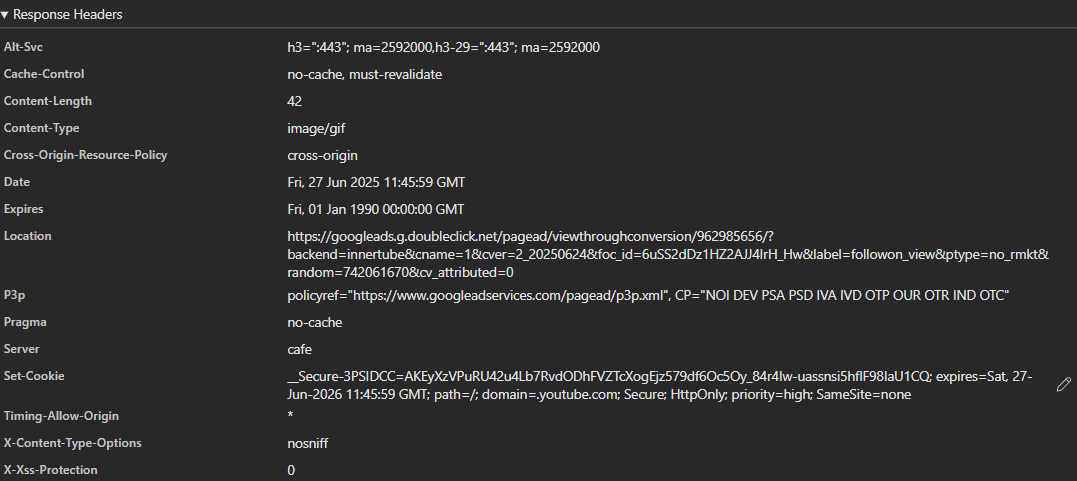 Response Headers
Alt-Svc h3=":443"; ma=2592000,h3-29=":443"; ma=2592000
Cache-Control no-cache, must-revalidate
Content-Length 42
Content-Type image/gif
Cross-Origin-Resource-Policy cross-origin
Date Fri, 27 Jun 2025 11:45:59 GMT
Expires Fri, 01 Jan 1990 00:00:00 GMT
Location https://googleads.g.doubleclick.net/pagead/viewthroughconversion/962985656/?
backend=innertube&cname=1&cver=2_20250624&foc_id=6uSS2dDz1HZ2AJJ4lrH_Hw&label=followon_view&ptype=no_rmkt&
random=742061670&cv_attributed=0
P3p policyref="https://www.googleadservices.com/pagead/p3p.xml", CP="NOI DEV PSA PSD IVA IVD OTP OUR OTR IND OTC"
Pragma no-cache
Server cafe
Set-Cookie __Secure-3PSIDCC=AKEyXzVPuRU42u4Lb7RvdODhFVZTcXogEjz579df6Oc5Oy_84r4lw-uassnsi5hflF98IaU1CQ; expires=Sat, 27-
Jun-2026 11:45:59 GMT; path=/; domain=.youtube.com; Secure; HttpOnly; priority=high; SameSite=none
Timing-Allow-Origin *
X-Content-Type-Options nosniff
X-Xss-Protection 0